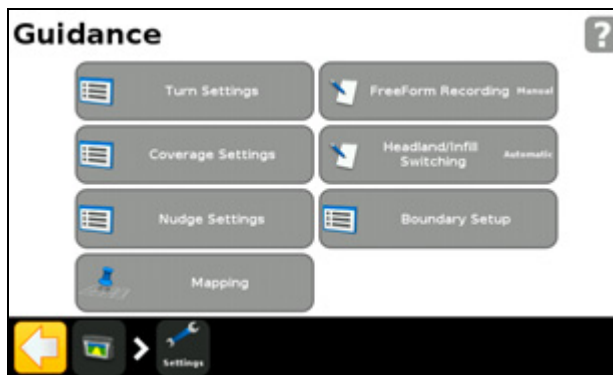 Guidance
?
Turn Settings
FreeForm Recording Manual
Coverage Settings
Headland/Infill
Switching
Automatic
Nudge Settings
Boundary Setup
Mapping
Settings